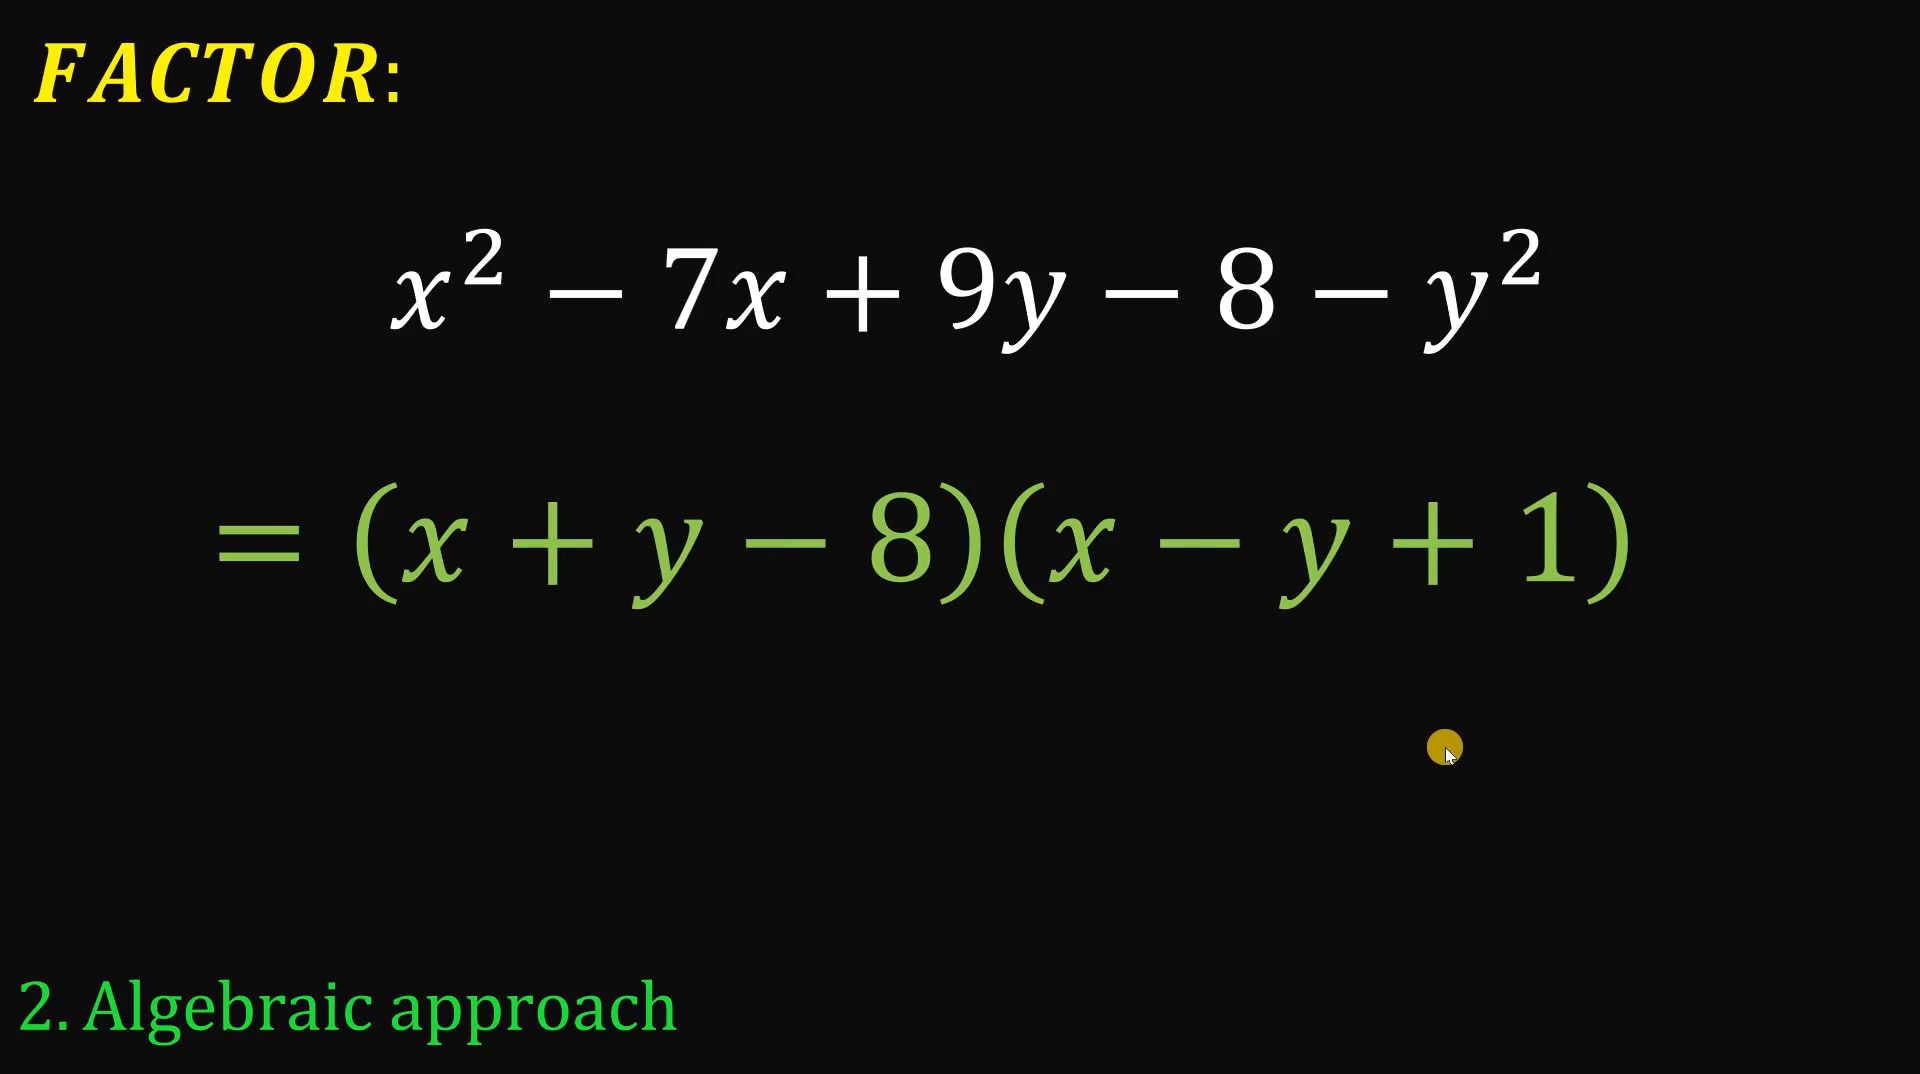 FACTOR:
x² − 7x + 9y − 8 − y²
= (x + y − 8)(x − y + 1)
2. Algebraic approach